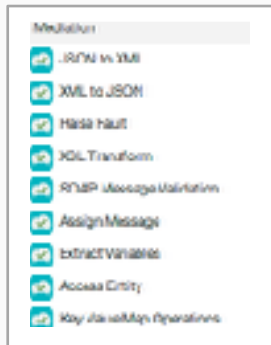 Mediation
JSON to XML
XML to JSON
Raise Fault
XSL Transform
SOAP Message Validation
Assign Message
Extract Variables
Access Entity
Key Value Map Operations